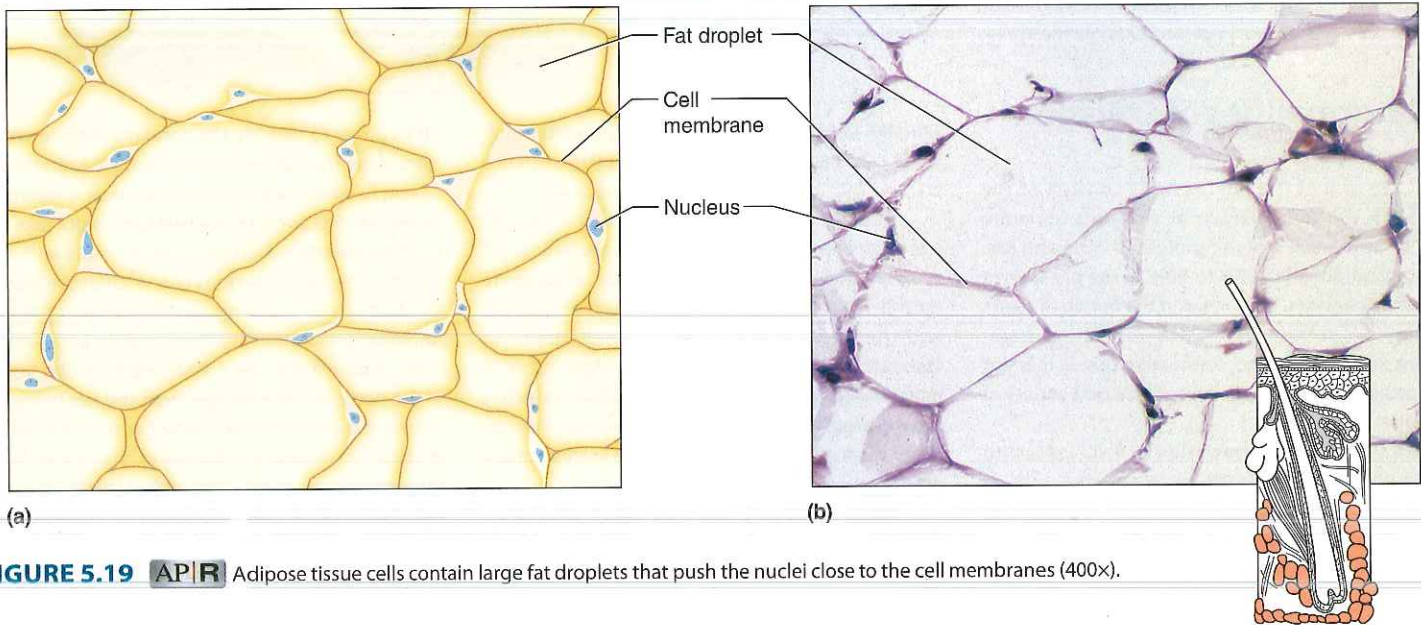 Fat droplet
Cell
membrane
Nucleus
(a)
(b)
IGURE 5.19 AP|R Adipose tissue cells contain large fat droplets that push the nuclei close to the cell membranes (400×).